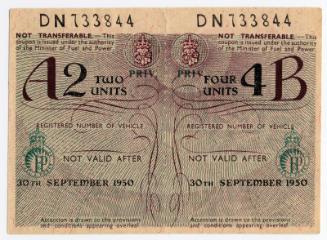 DN733844
DN733844
NOT TRANSFERABLE.—This
coupon is issued under the authority
of the Minister of Fuel and Power
NOT TRANSFERABLE.—This
coupon is issued under the authority
of the Minister of Fuel and Power
PRIV.
PRIV.
A2 TWO
UNITS
FOUR 4B
UNITS
REGISTERED NUMBER OF VEHICLE
REGISTERED NUMBER OF VEHICLE
NOT VALID AFTER
NOT VALID AFTER
30TH SEPTEMBER 1950
30TH SEPTEMBER 1950
Attention is drawn to the provisions
and conditions appearing overleaf
Attention is drawn to the provisions
and conditions appearing overleaf